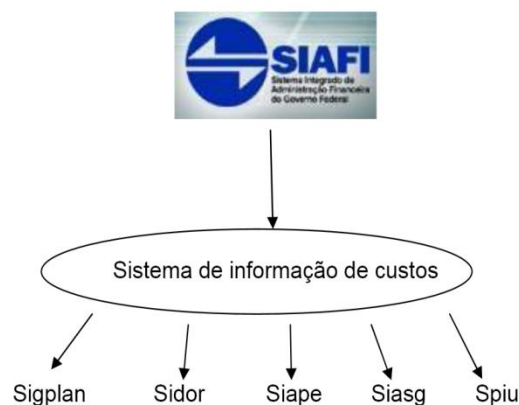 SIAFI
Sistema Integrado de
Administração Financeira
do Governo Federal
Sistema de informação de custos
Sigplan Sidor Siape Siasg Spiu